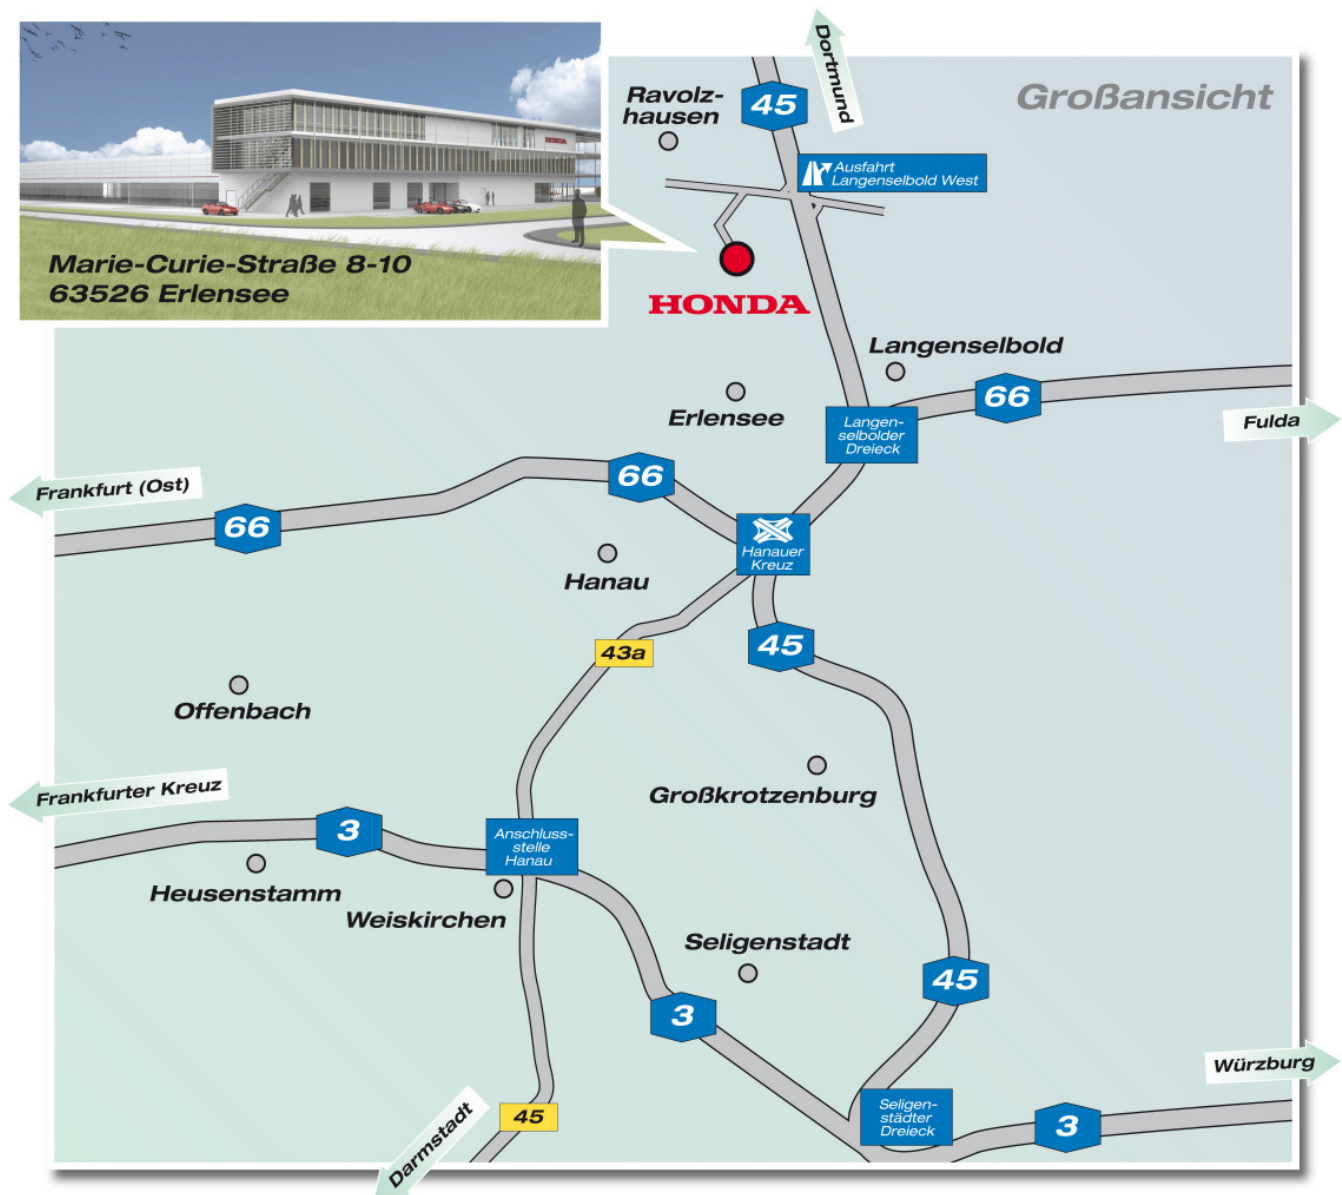 Dortmund
Großansicht
Ravolz-
hausen
45
Ausfahrt
Langenselbold West
HONDA
Marie-Curie-Straße 8-10
63526 Erlensee
HONDA
Langenselbold
66
Erlensee
Langen-
selbolder
Dreieck
Fulda
Frankfurt (Ost)
66
66
Hanauer
Kreuz
Hanau
43a
45
Offenbach
Großkrotzenburg
Frankfurter Kreuz
3
Anschluss-
stelle
Hanau
Heusenstamm
Weiskirchen
Seligenstadt
45
3
Würzburg
Seligen-
städter
Dreieck
3
45
Darmstadt